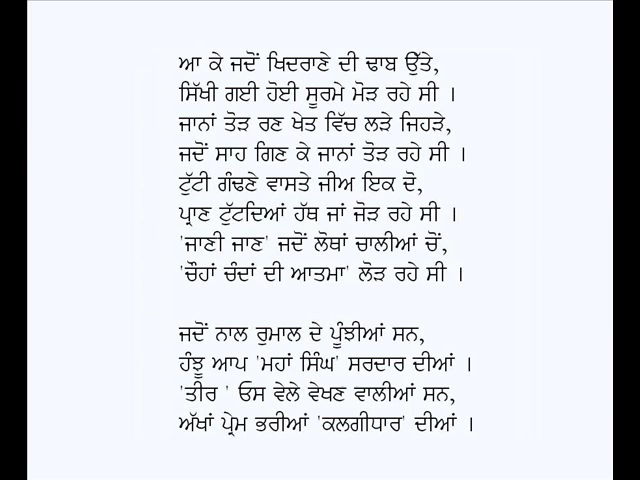 ਆ ਕੇ ਜਦੋਂ ਖਿਦਰਾਣੇ ਦੀ ਢਾਬ ਉੱਤੇ,
ਸਿੱਖੀ ਗਈ ਹੋਈ ਸੂਰਮੇ ਮੋੜ ਰਹੇ ਸੀ ।
ਜਾਨਾਂ ਤੋੜ ਰਣ ਖੇਤ ਵਿੱਚ ਲੜੇ ਜਿਹੜੇ,
ਜਦੋਂ ਸਾਹ ਗਿਣ ਕੇ ਜਾਨਾਂ ਤੋੜ ਰਹੇ ਸੀ ।
ਟੁੱਟੀ ਗੰਢਣੇ ਵਾਸਤੇ ਜੀਅ ਇਕ ਦੋ,
ਪ੍ਰਾਣ ਟੁੱਟਦਿਆਂ ਹੱਥ ਜਾਂ ਜੋੜ ਰਹੇ ਸੀ ।
'ਜਾਣੀ ਜਾਣ' ਜਦੋਂ ਲੋਥਾਂ ਚਾਲੀਆਂ ਚੋਂ,
'ਚੌਹਾਂ ਚੰਦਾਂ ਦੀ ਆਤਮਾ' ਲੋੜ ਰਹੇ ਸੀ ।
ਜਦੋਂ ਨਾਲ ਰੁਮਾਲ ਦੇ ਪੂੰਝੀਆਂ ਸਨ,
ਹੰਝੂ ਆਪ 'ਮਹਾਂ ਸਿੰਘ' ਸਰਦਾਰ ਦੀਆਂ ।
'ਤੀਰ ' ਓਸ ਵੇਲੇ ਵੇਖਣ ਵਾਲੀਆਂ ਸਨ,
ਅੱਖਾਂ ਪ੍ਰੇਮ ਭਰੀਆਂ 'ਕਲਗੀਧਾਰ' ਦੀਆਂ ।